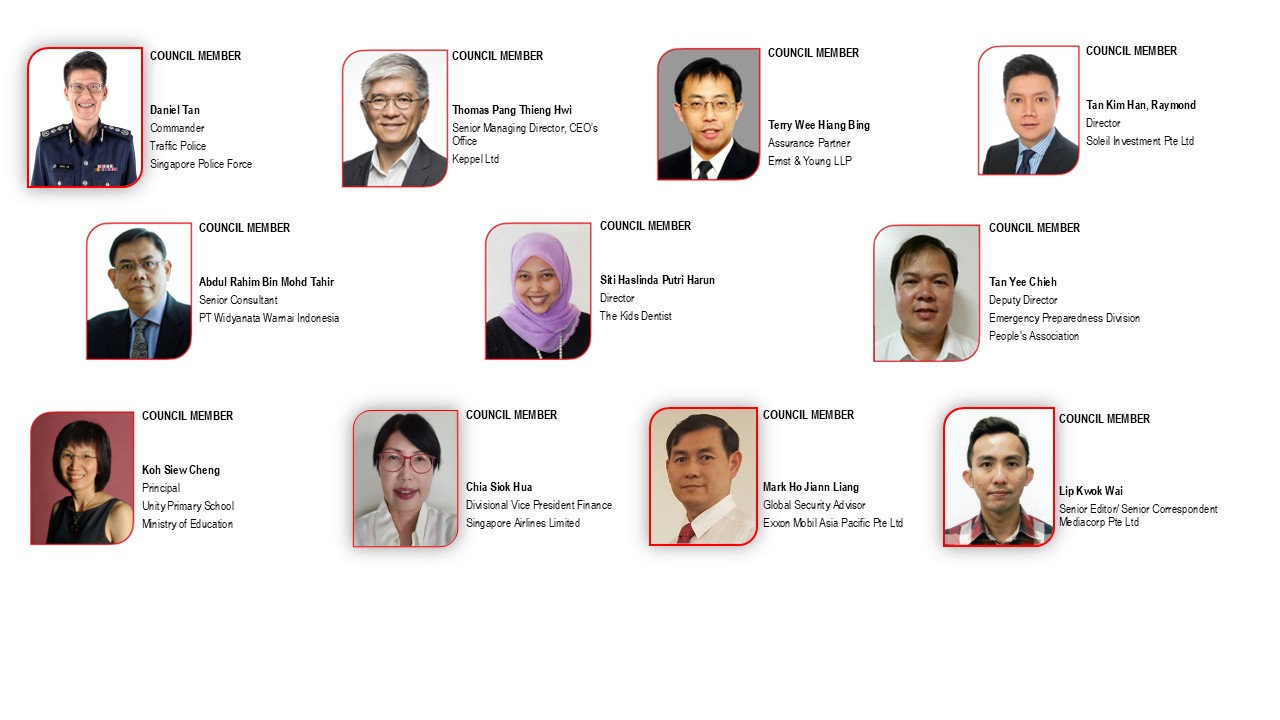 COUNCIL MEMBER
Daniel Tan
Commander
Traffic Police
Singapore Police Force
COUNCIL MEMBER
Thomas Pang Thieng Hwi
Senior Managing Director, CEO's
Office
Keppel Ltd
COUNCIL MEMBER
Terry Wee Hiang Bing
Assurance Partner
Ernst & Young LLP
COUNCIL MEMBER
Tan Kim Han, Raymond
Director
Soleil Investment Pte Ltd
COUNCIL MEMBER
Abdul Rahim Bin Mohd Tahir
Senior Consultant
PT Widyanata Warnai Indonesia
COUNCIL MEMBER
Siti Haslinda Putri Harun
Director
The Kids Dentist
COUNCIL MEMBER
Tan Yee Chieh
Deputy Director
Emergency Preparedness Division
People's Association
COUNCIL MEMBER
Koh Siew Cheng
Principal
Unity Primary School
Ministry of Education
COUNCIL MEMBER
Chia Siok Hua
Divisional Vice President Finance
Singapore Airlines Limited
COUNCIL MEMBER
Mark Ho Jiann Liang
Global Security Advisor
Exxon Mobil Asia Pacific Pte Ltd
COUNCIL MEMBER
Lip Kwok Wai
Senior Editor/ Senior Correspondent
Mediacorp Pte Ltd